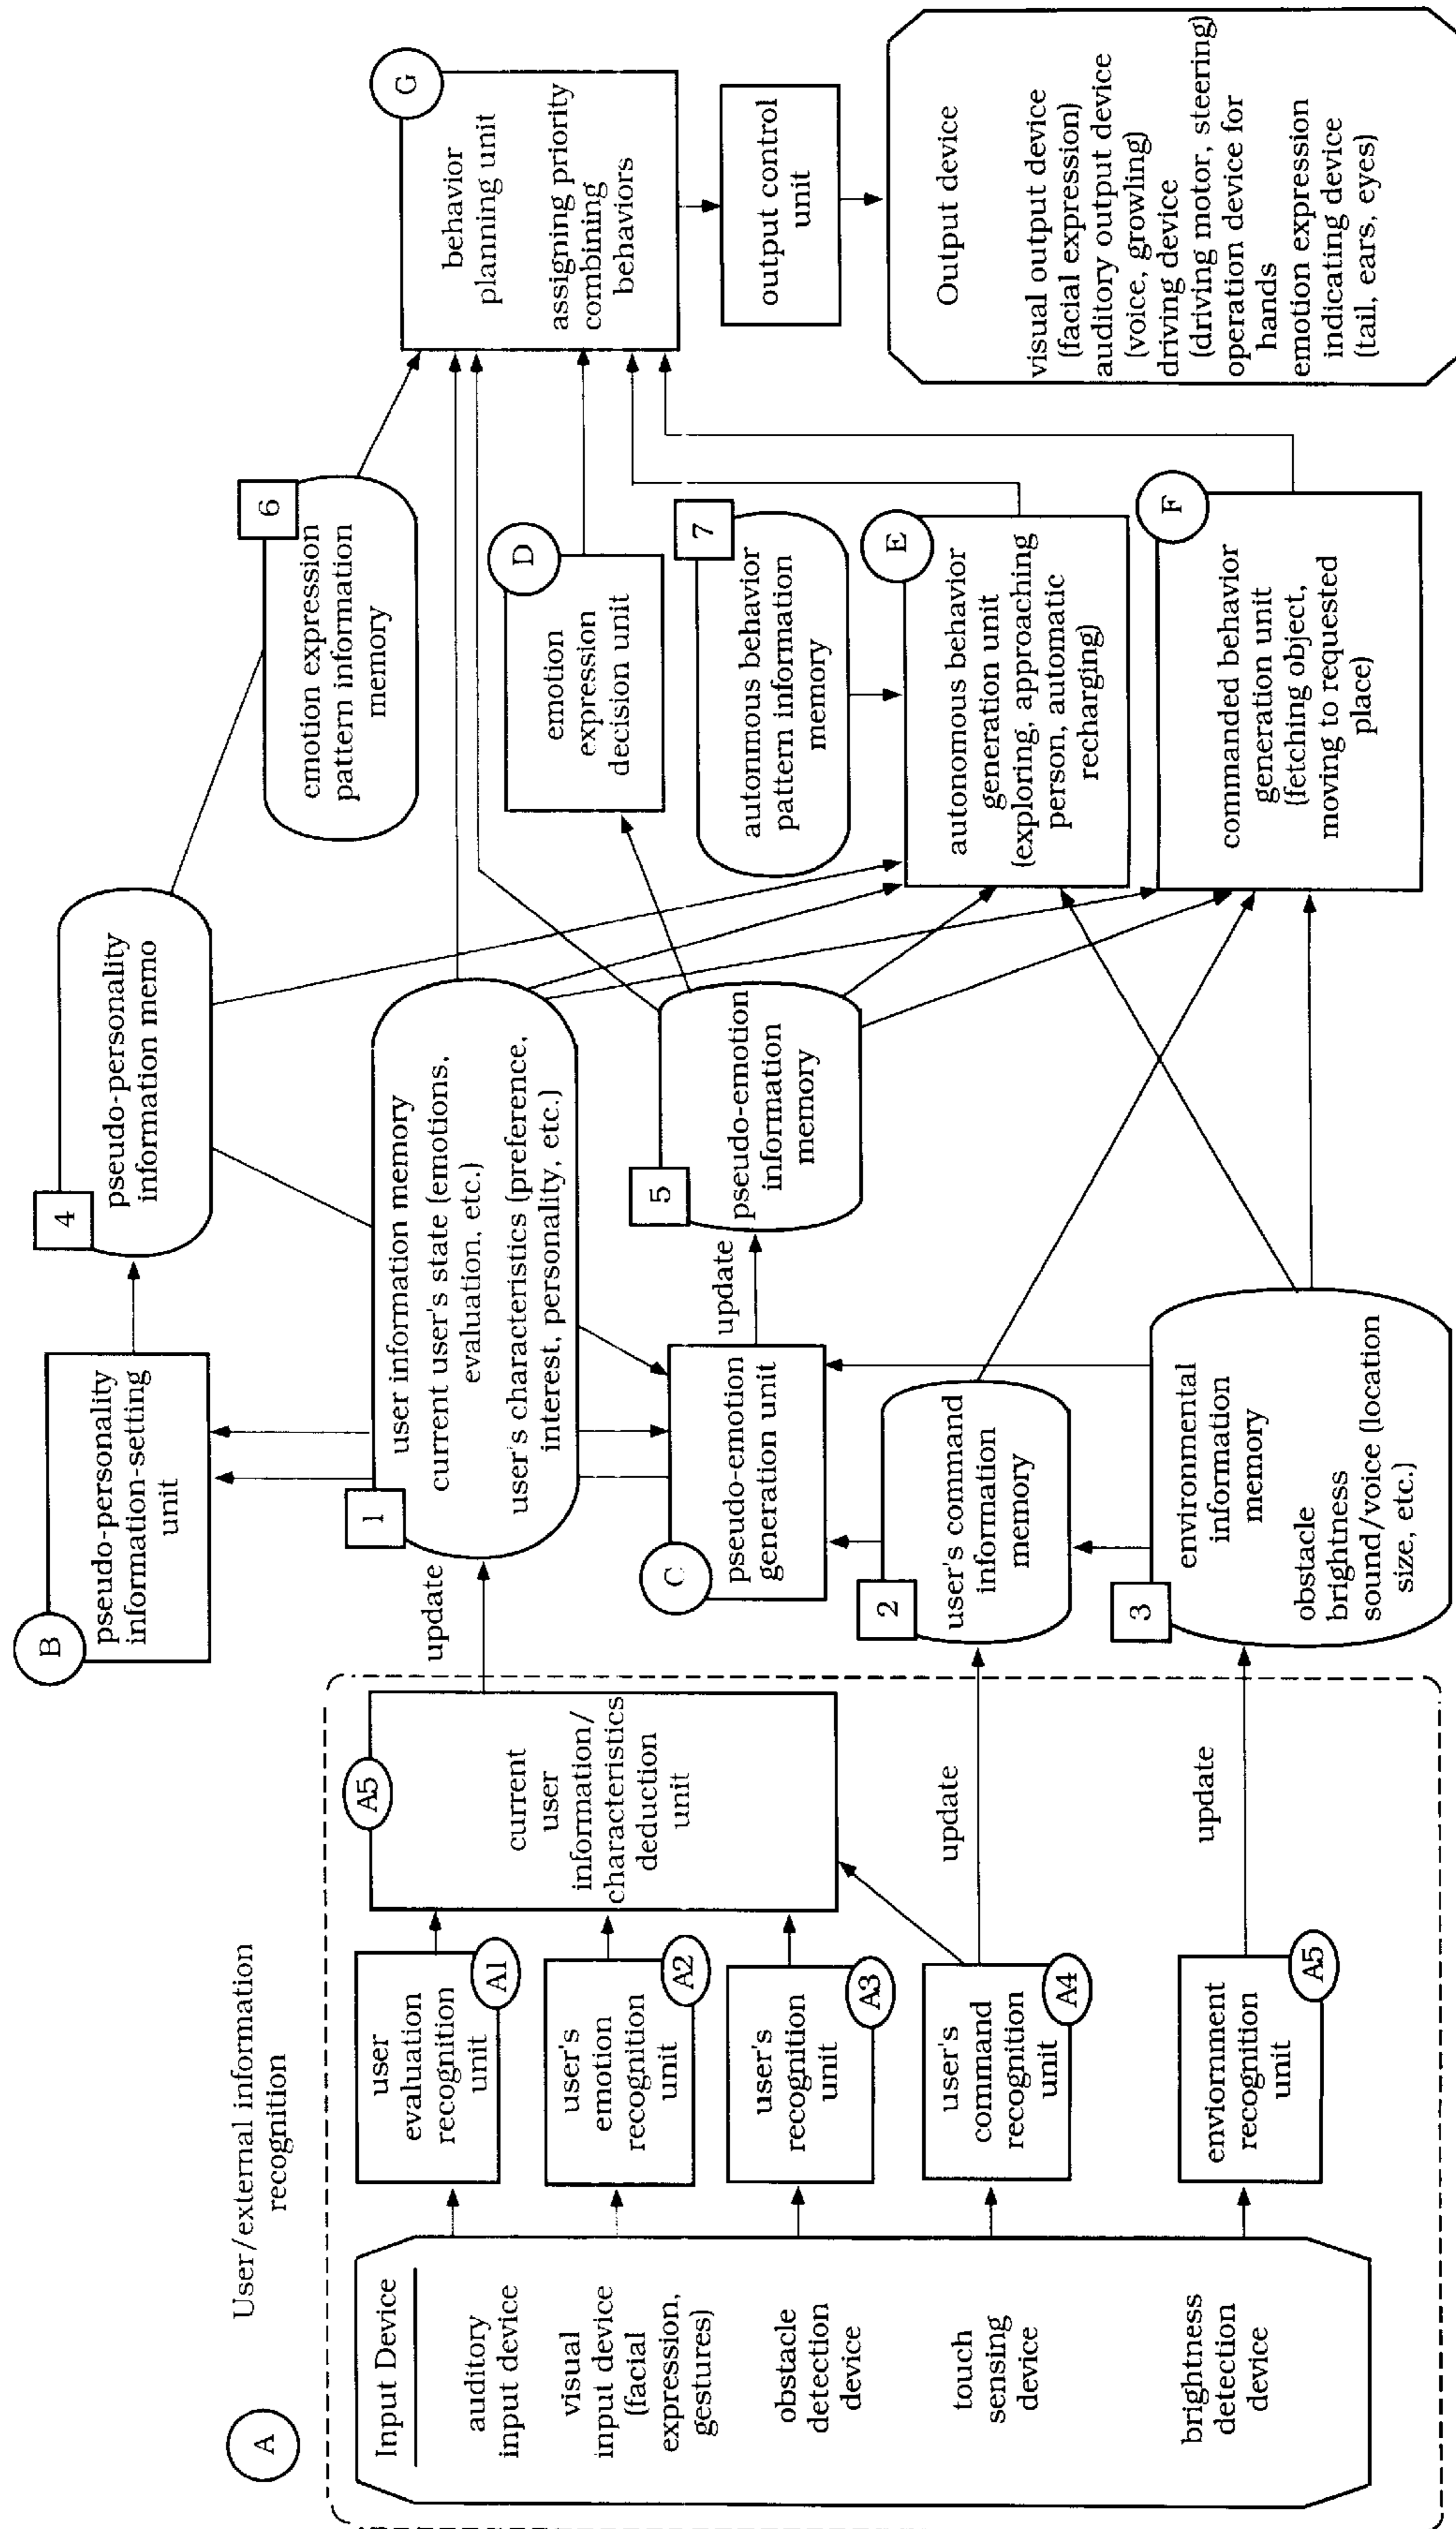 A
User/external information
recognition
Input Device
auditory
input device
visual
input device
(facial
expression,
gestures)
obstacle
detection
device
touch
sensing
device
brightness
detection
device
user
evaluation
recognition
unit
A1
user's
emotion
recognition
unit
A2
user's
recognition
unit
A3
user's
command
recognition
unit
A4
enviornment
recognition
unit
A5
A5
current
user
information/
characteristics
deduction
unit
update
update
update
B
pseudo-personality
information-setting
unit
1
user information memory
current user's state (emotions,
evaluation, etc.)
user's characteristics (preference,
interest, personality, etc.)
C
pseudo-emotion
generation unit
update
2
user's command
information
memory
3
environmental
information
memory
obstacle
brightness
sound/voice (location
size, etc.)
4
pseudo-personality
information memo
5
pseudo-emotion
information
memory
6
emotion expression
pattern information
memory
D
emotion
expression
decision unit
7
autonmous behavior
pattern information
memory
E
autonomous behavior
generation unit
(exploring, approaching
person, automatic
recharging)
F
commanded behavior
generation unit
(fetching object,
moving to requested
place)
G
behavior
planning unit
assigning priority
combining
behaviors
output control
unit
Output device
visual output device
(facial expression)
auditory output device
(voice, growling)
driving device
(driving motor, steering)
operation device for
hands
emotion expression
indicating device
(tail, ears, eyes)